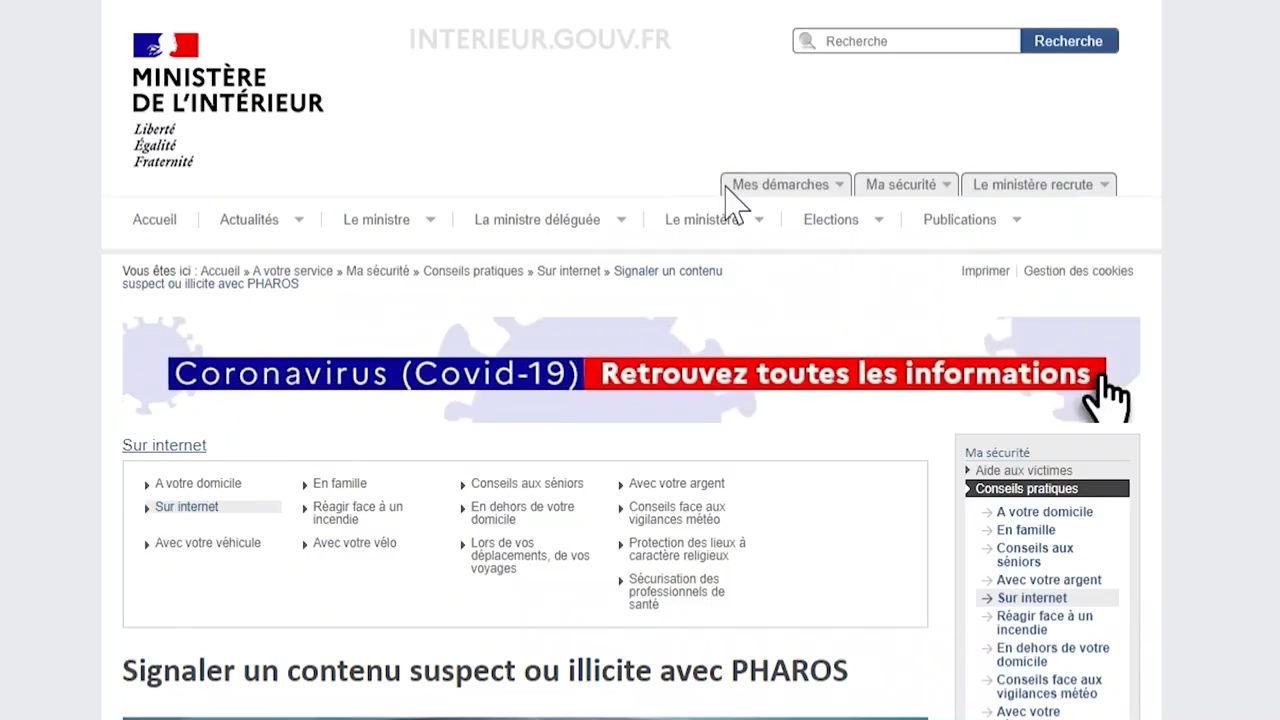 INTERIEUR.GOUV.FR
Recherche
Recherche
MINISTÈRE
DE L'INTÉRIEUR
Liberté
Égalité
Fraternité
Mes démarches
Ma sécurité
Le ministère recrute
Accueil
Actualités
Le ministre
La ministre déléguée
Le ministère
Elections
Publications
Vous êtes ici : Accueil » A votre service » Ma sécurité » Conseils pratiques » Sur internet » Signaler un contenu
suspect ou illicite avec PHAROS
Imprimer
Gestion des cookies
Coronavirus (Covid-19) Retrouvez toutes les informations
Sur internet
A votre domicile
Sur internet
Avec votre véhicule
En famille
Réagir face à un
incendie
Avec votre vélo
Conseils aux séniors
En dehors de votre
domicile
Lors de vos
déplacements, de vos
voyages
Avec votre argent
Conseils face aux
vigilances météo
Protection des lieux à
caractère religieux
Sécurisation des
professionnels de
santé
Signaler un contenu suspect ou illicite avec PHAROS
Ma sécurité
Aide aux victimes
Conseils pratiques
A votre domicile
En famille
Conseils aux
séniors
Avec votre argent
Sur internet
Réagir face à un
incendie
En dehors de votre
domicile
Conseils face aux
vigilances météo
Avec votre